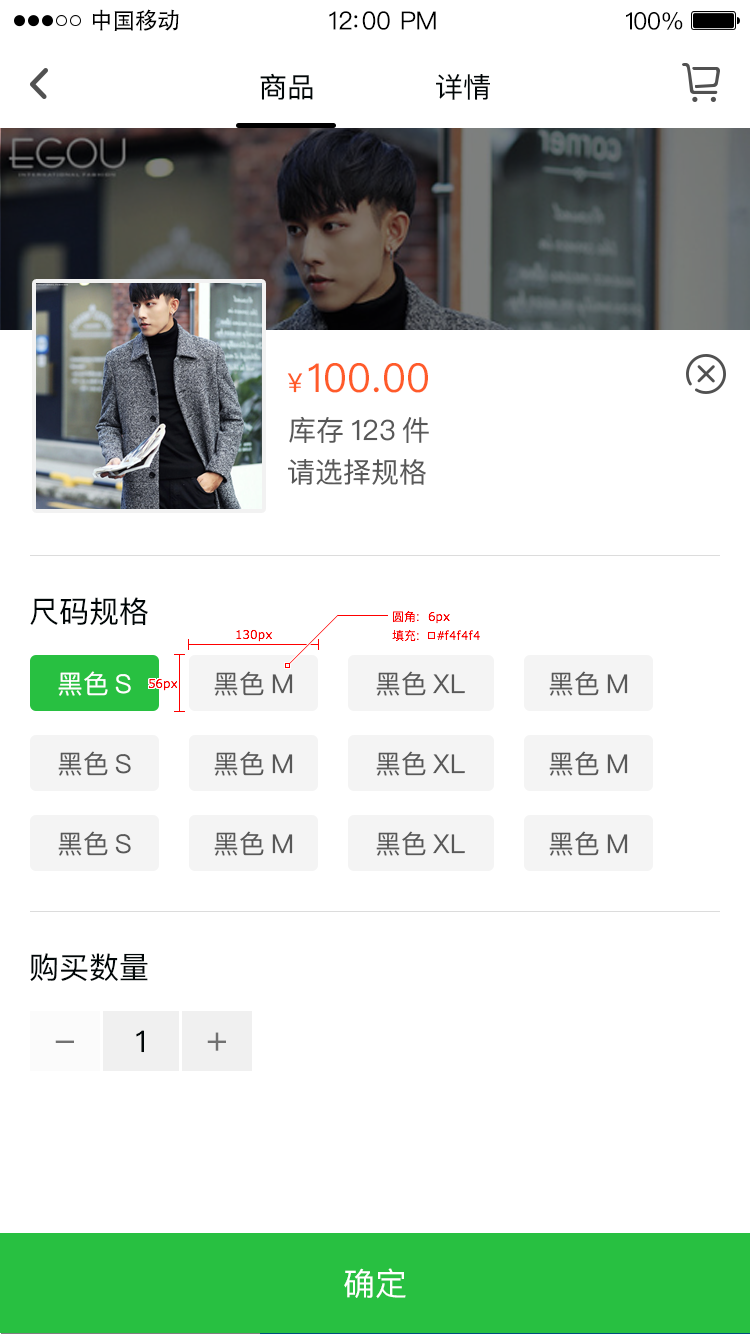 中国移动 12:00 PM 100%
商品 详情
EGOU
INTERNATIONAL FASHION
corner
¥100.00
库存 123 件
请选择规格
尺码规格
圆角：6px
130px
填充：#f4f4f4
黑色 S 56px 黑色 M 黑色 XL 黑色 M
黑色 S 黑色 M 黑色 XL 黑色 M
黑色 S 黑色 M 黑色 XL 黑色 M
购买数量
− 1 +
确定